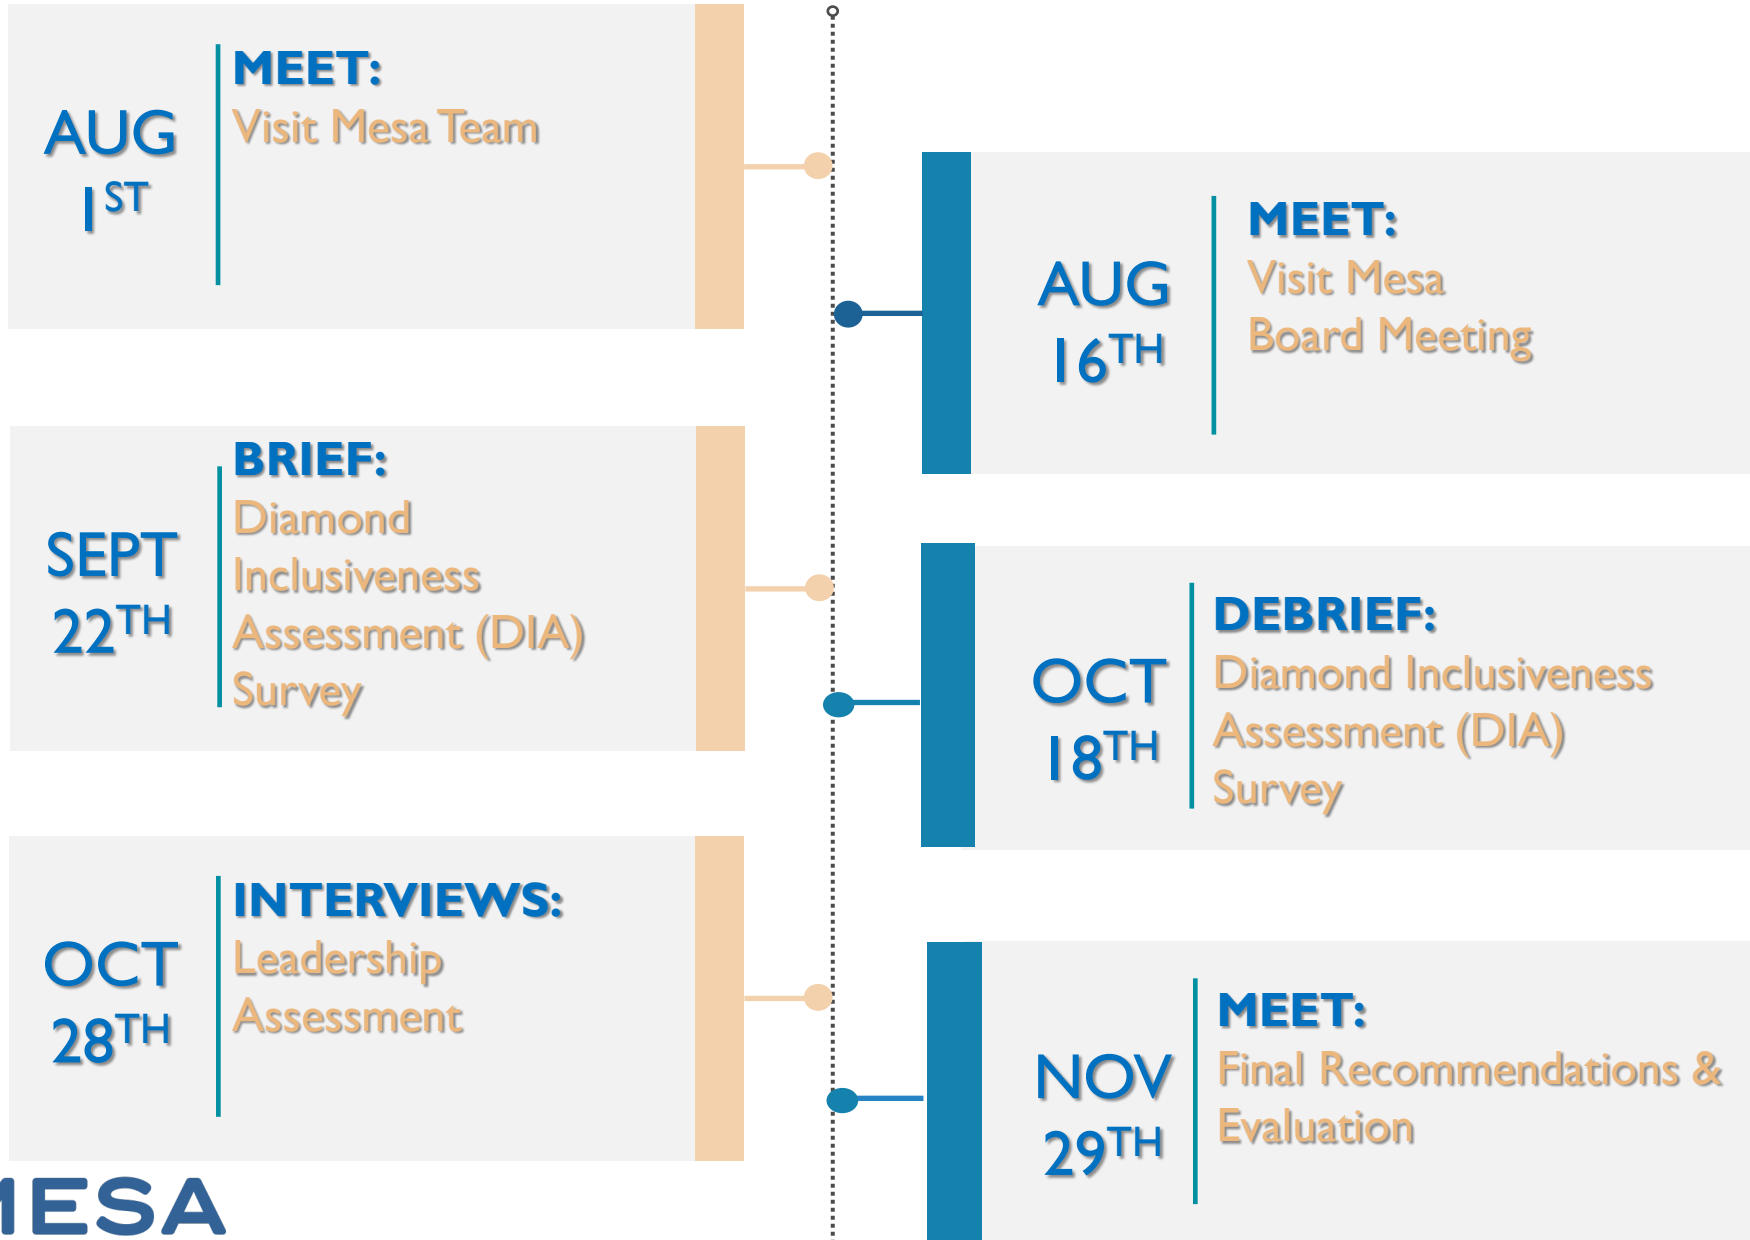 AUG
1ST
MEET:
Visit Mesa Team
AUG
16TH
MEET:
Visit Mesa
Board Meeting
SEPT
22TH
BRIEF:
Diamond
Inclusiveness
Assessment (DIA)
Survey
OCT
18TH
DEBRIEF:
Diamond Inclusiveness
Assessment (DIA)
Survey
OCT
28TH
INTERVIEWS:
Leadership
Assessment
NOV
29TH
MEET:
Final Recommendations &
Evaluation
MESA